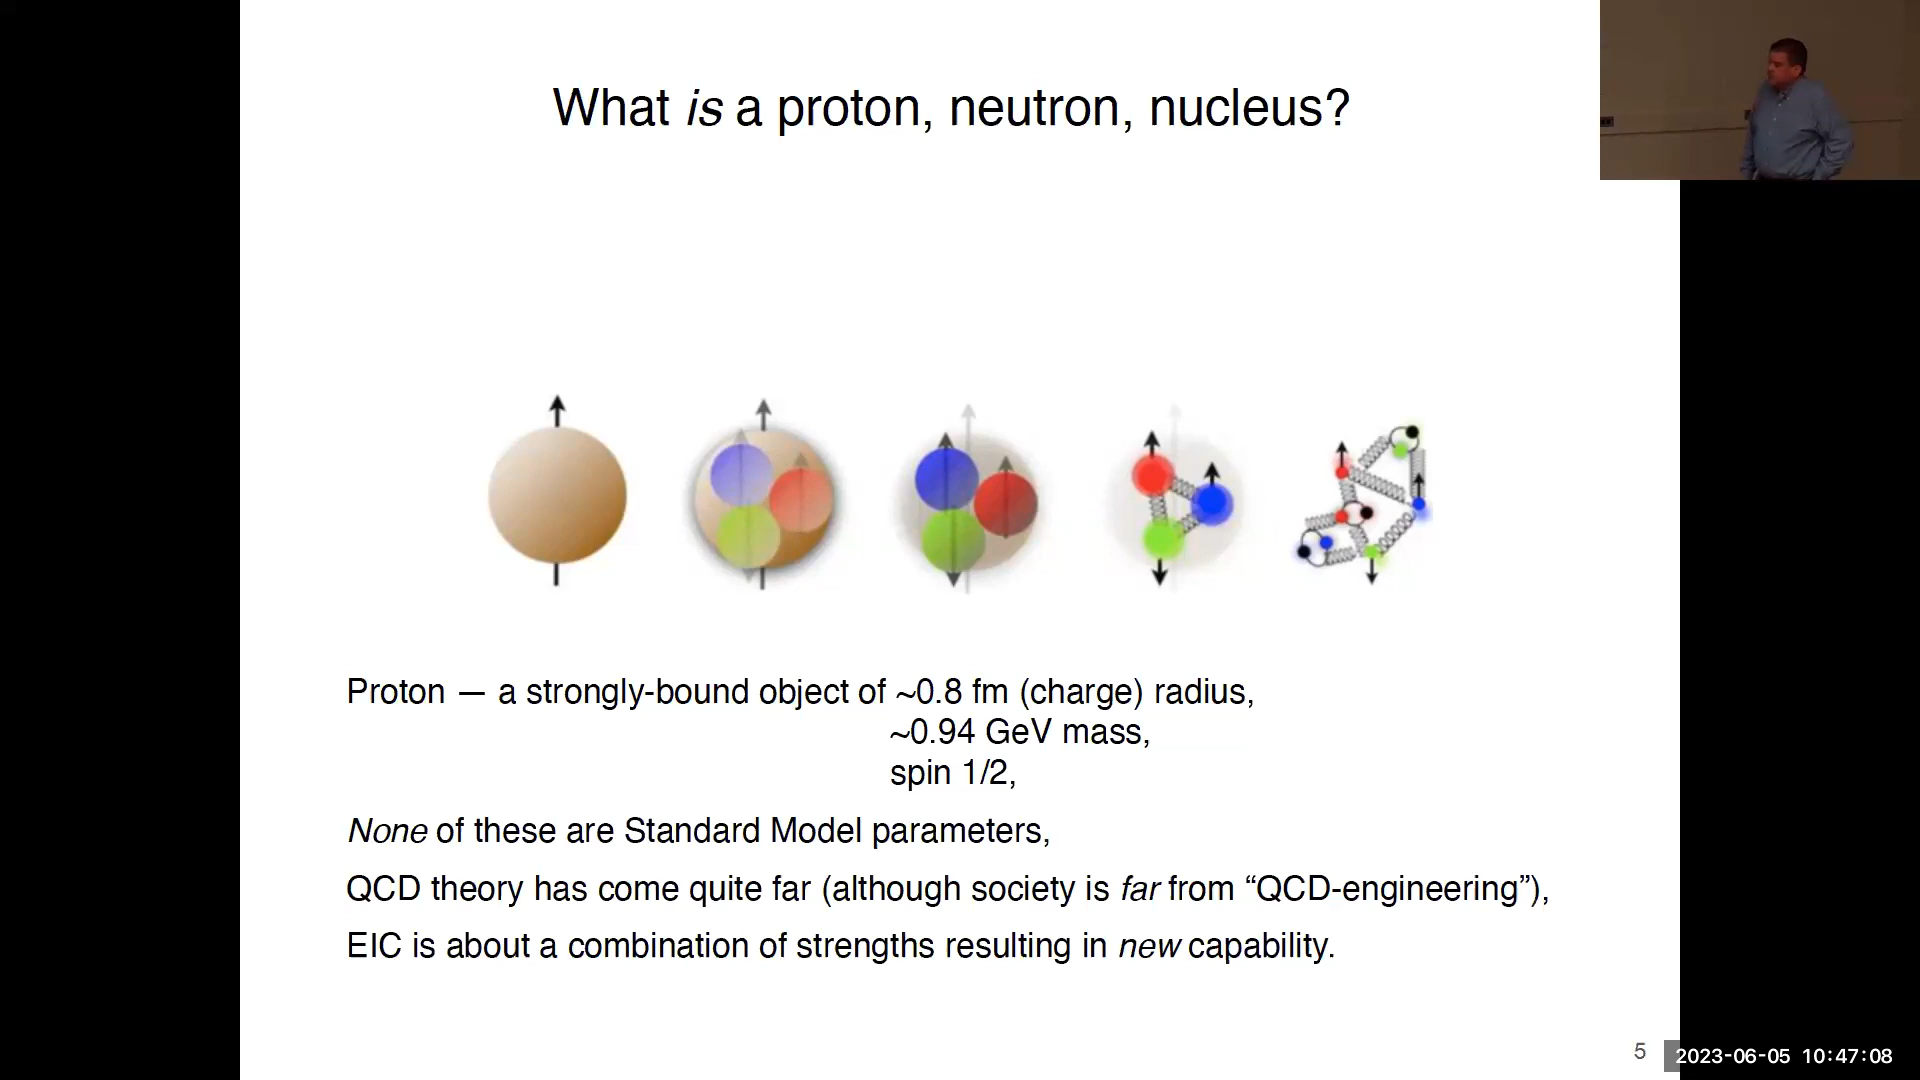 What is a proton, neutron, nucleus?
Proton — a strongly-bound object of ~0.8 fm (charge) radius,
~0.94 GeV mass,
spin 1/2,
None of these are Standard Model parameters,
QCD theory has come quite far (although society is far from “QCD-engineering”),
EIC is about a combination of strengths resulting in new capability.
5
2023-06-05 10:47:08